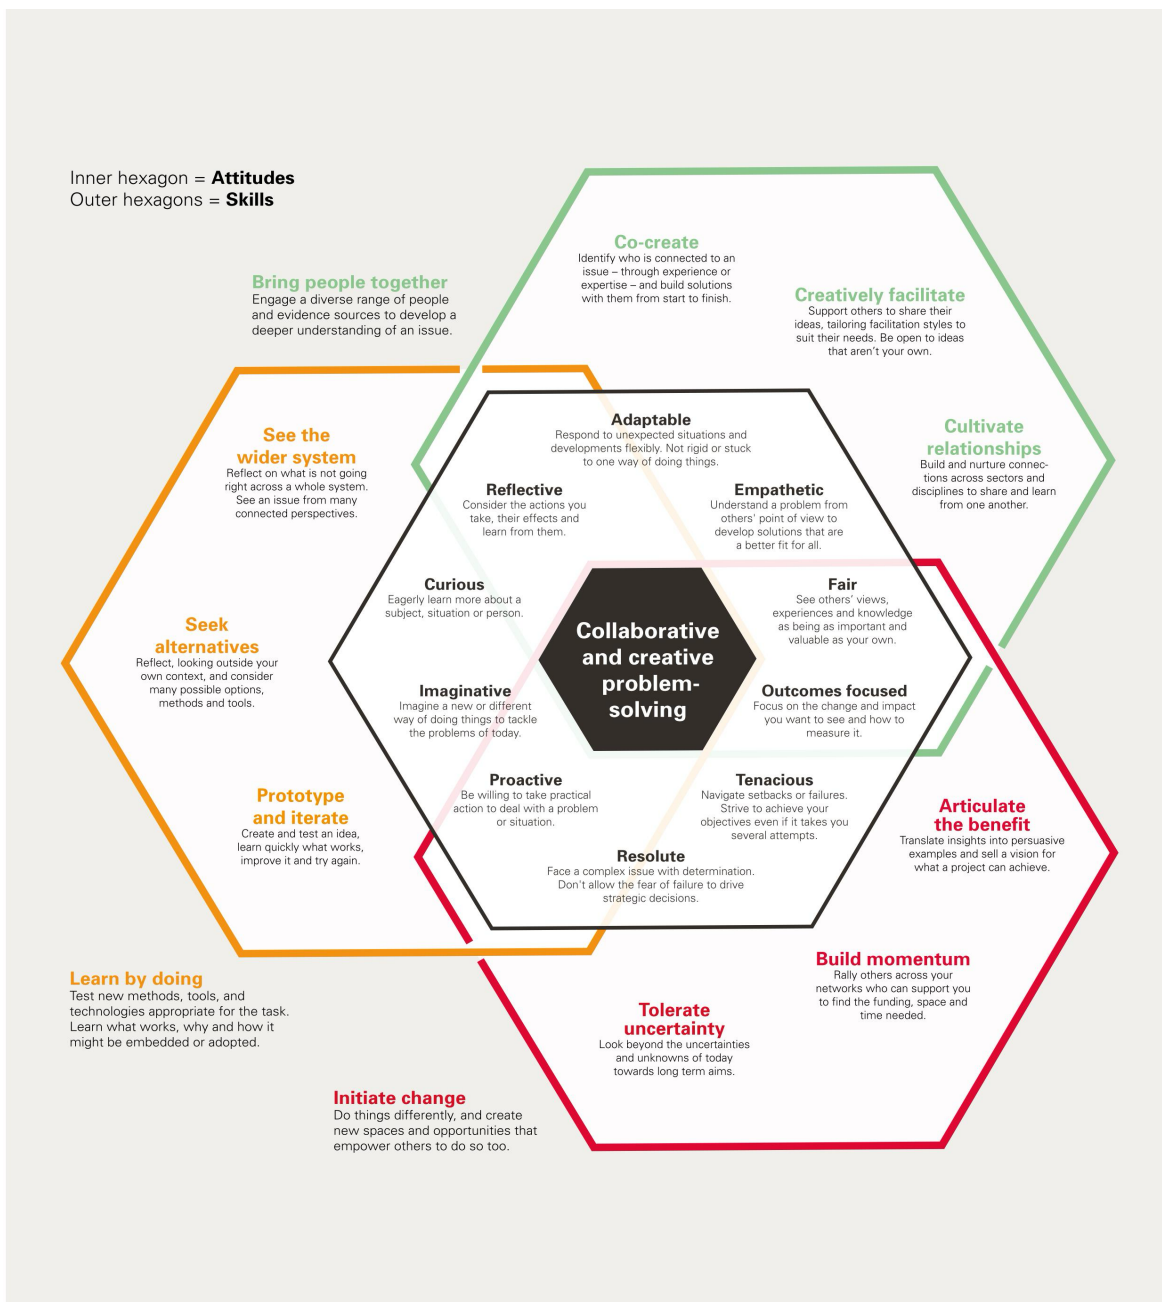 Inner hexagon = Attitudes
Outer hexagons = Skills
Bring people together
Engage a diverse range of people
and evidence sources to develop a
deeper understanding of an issue.
Co-create
Identify who is connected to an
issue – through experience or
expertise – and build solutions
with them from start to finish.
Creatively facilitate
Support others to share their
ideas, tailoring facilitation styles to
suit their needs. Be open to ideas
that aren't your own.
Cultivate
relationships
Build and nurture connec-
tions across sectors and
disciplines to share and learn
from one another.
See the
wider system
Reflect on what is not going
right across a whole system.
See an issue from many
connected perspectives.
Seek
alternatives
Reflect, looking outside your
own context, and consider
many possible options,
methods and tools.
Prototype
and iterate
Create and test an idea,
learn quickly what works,
improve it and try again.
Learn by doing
Test new methods, tools, and
technologies appropriate for the task.
Learn what works, why and how it
might be embedded or adopted.
Adaptable
Respond to unexpected situations and
developments flexibly. Not rigid or stuck
to one way of doing things.
Reflective
Consider the actions you
take, their effects and
learn from them.
Empathetic
Understand a problem from
others' point of view to
develop solutions that are
a better fit for all.
Curious
Eagerly learn more about a
subject, situation or person.
Fair
See others' views,
experiences and knowledge
as being as important and
valuable as your own.
Collaborative
and creative
problem-
solving
Imaginative
Imagine a new or different
way of doing things to tackle
the problems of today.
Outcomes focused
Focus on the change and impact
you want to see and how to
measure it.
Proactive
Be willing to take practical
action to deal with a problem
or situation.
Tenacious
Navigate setbacks or failures.
Strive to achieve your
objectives even if it takes you
several attempts.
Resolute
Face a complex issue with determination.
Don't allow the fear of failure to drive
strategic decisions.
Articulate
the benefit
Translate insights into persuasive
examples and sell a vision for
what a project can achieve.
Build momentum
Rally others across your
networks who can support you
to find the funding, space and
time needed.
Tolerate
uncertainty
Look beyond the uncertainties
and unknowns of today
towards long term aims.
Initiate change
Do things differently, and create
new spaces and opportunities that
empower others to do so too.